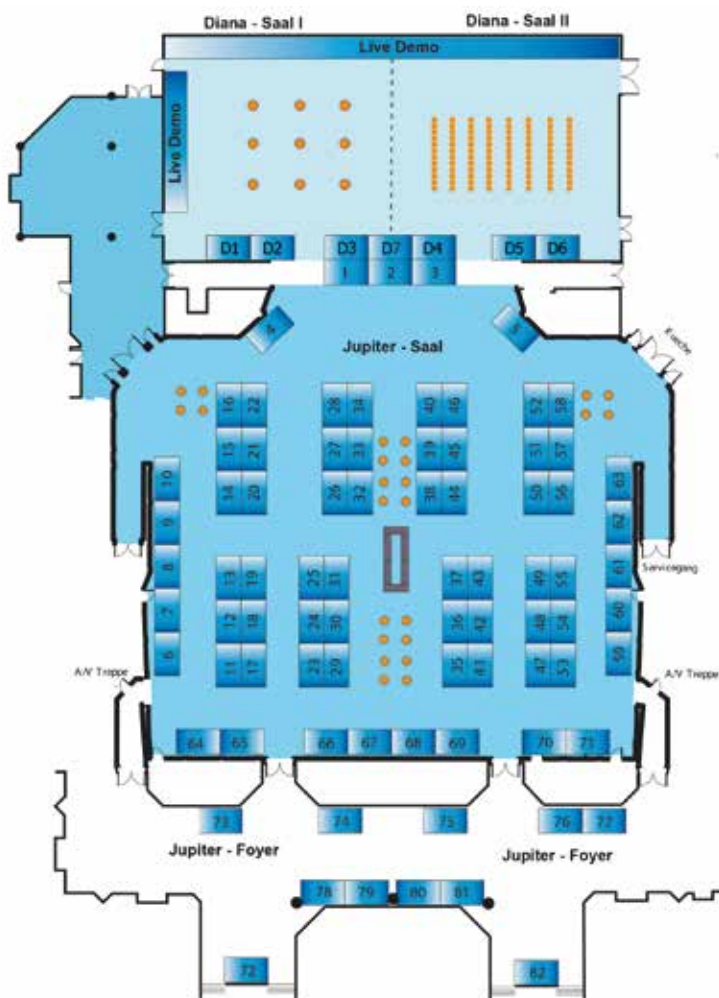 Diana - Saal I
Diana - Saal II
Live Demo
Live Demo
D1 D2 D3 D7 D4 D5 D6
1 2 3
4 5
Jupiter - Saal
Kueche
16 22 28 34 40 46 52 58
15 21 27 33 39 45 51 57
14 20 26 32 38 44 50 56
10 63
9 62
8 61
Servicegang
13 19 25 31 37 43 49 55
7 60
12 18 24 30 36 42 48 54
6 59
11 17 23 29 35 41 47 53
A/V Treppe
A/V Treppe
64 65 66 67 68 69 70 71
73 74 75 76 77
Jupiter - Foyer
Jupiter - Foyer
78 79 80 81
72 82